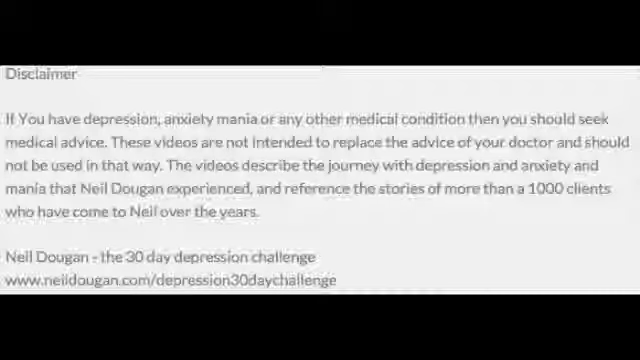 Disclaimer
If You have depression, anxiety mania or any other medical condition then you should seek
medical advice. These videos are not intended to replace the advice of your doctor and should
not be used in that way. The videos describe the journey with depression and anxiety and
mania that Neil Dougan experienced, and reference the stories of more than a 1000 clients
who have come to Neil over the years.
Neil Dougan - the 30 day depression challenge
www.neildougan.com/depression30daychallenge